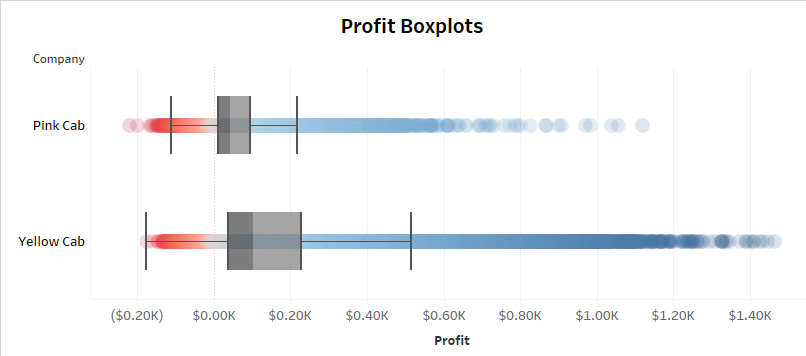 Profit Boxplots
Company
Pink Cab
Yellow Cab
($0.20K) $0.00K $0.20K $0.40K $0.60K $0.80K $1.00K $1.20K $1.40K
Profit